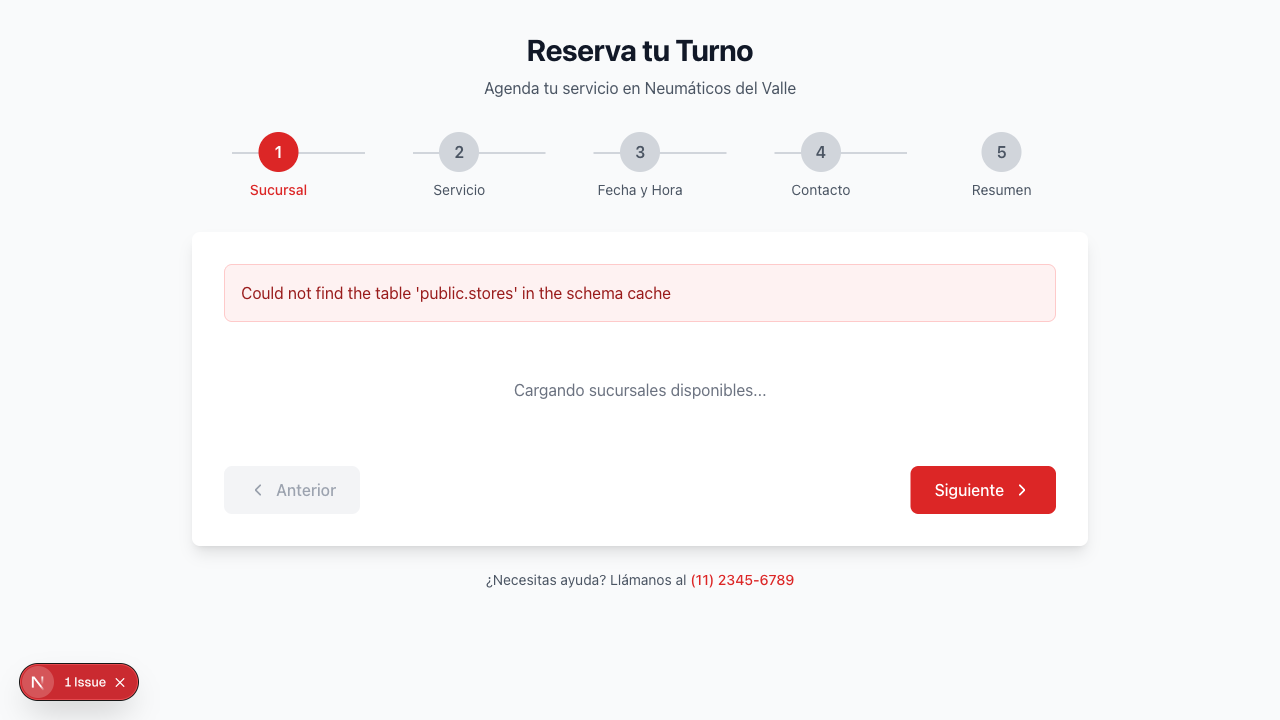 Reserva tu Turno
Agenda tu servicio en Neumáticos del Valle
1
2
3
4
5
Sucursal
Servicio
Fecha y Hora
Contacto
Resumen
Could not find the table 'public.stores' in the schema cache
Cargando sucursales disponibles...
Anterior
Siguiente
¿Necesitas ayuda? Llámanos al (11) 2345-6789
N 1 Issue